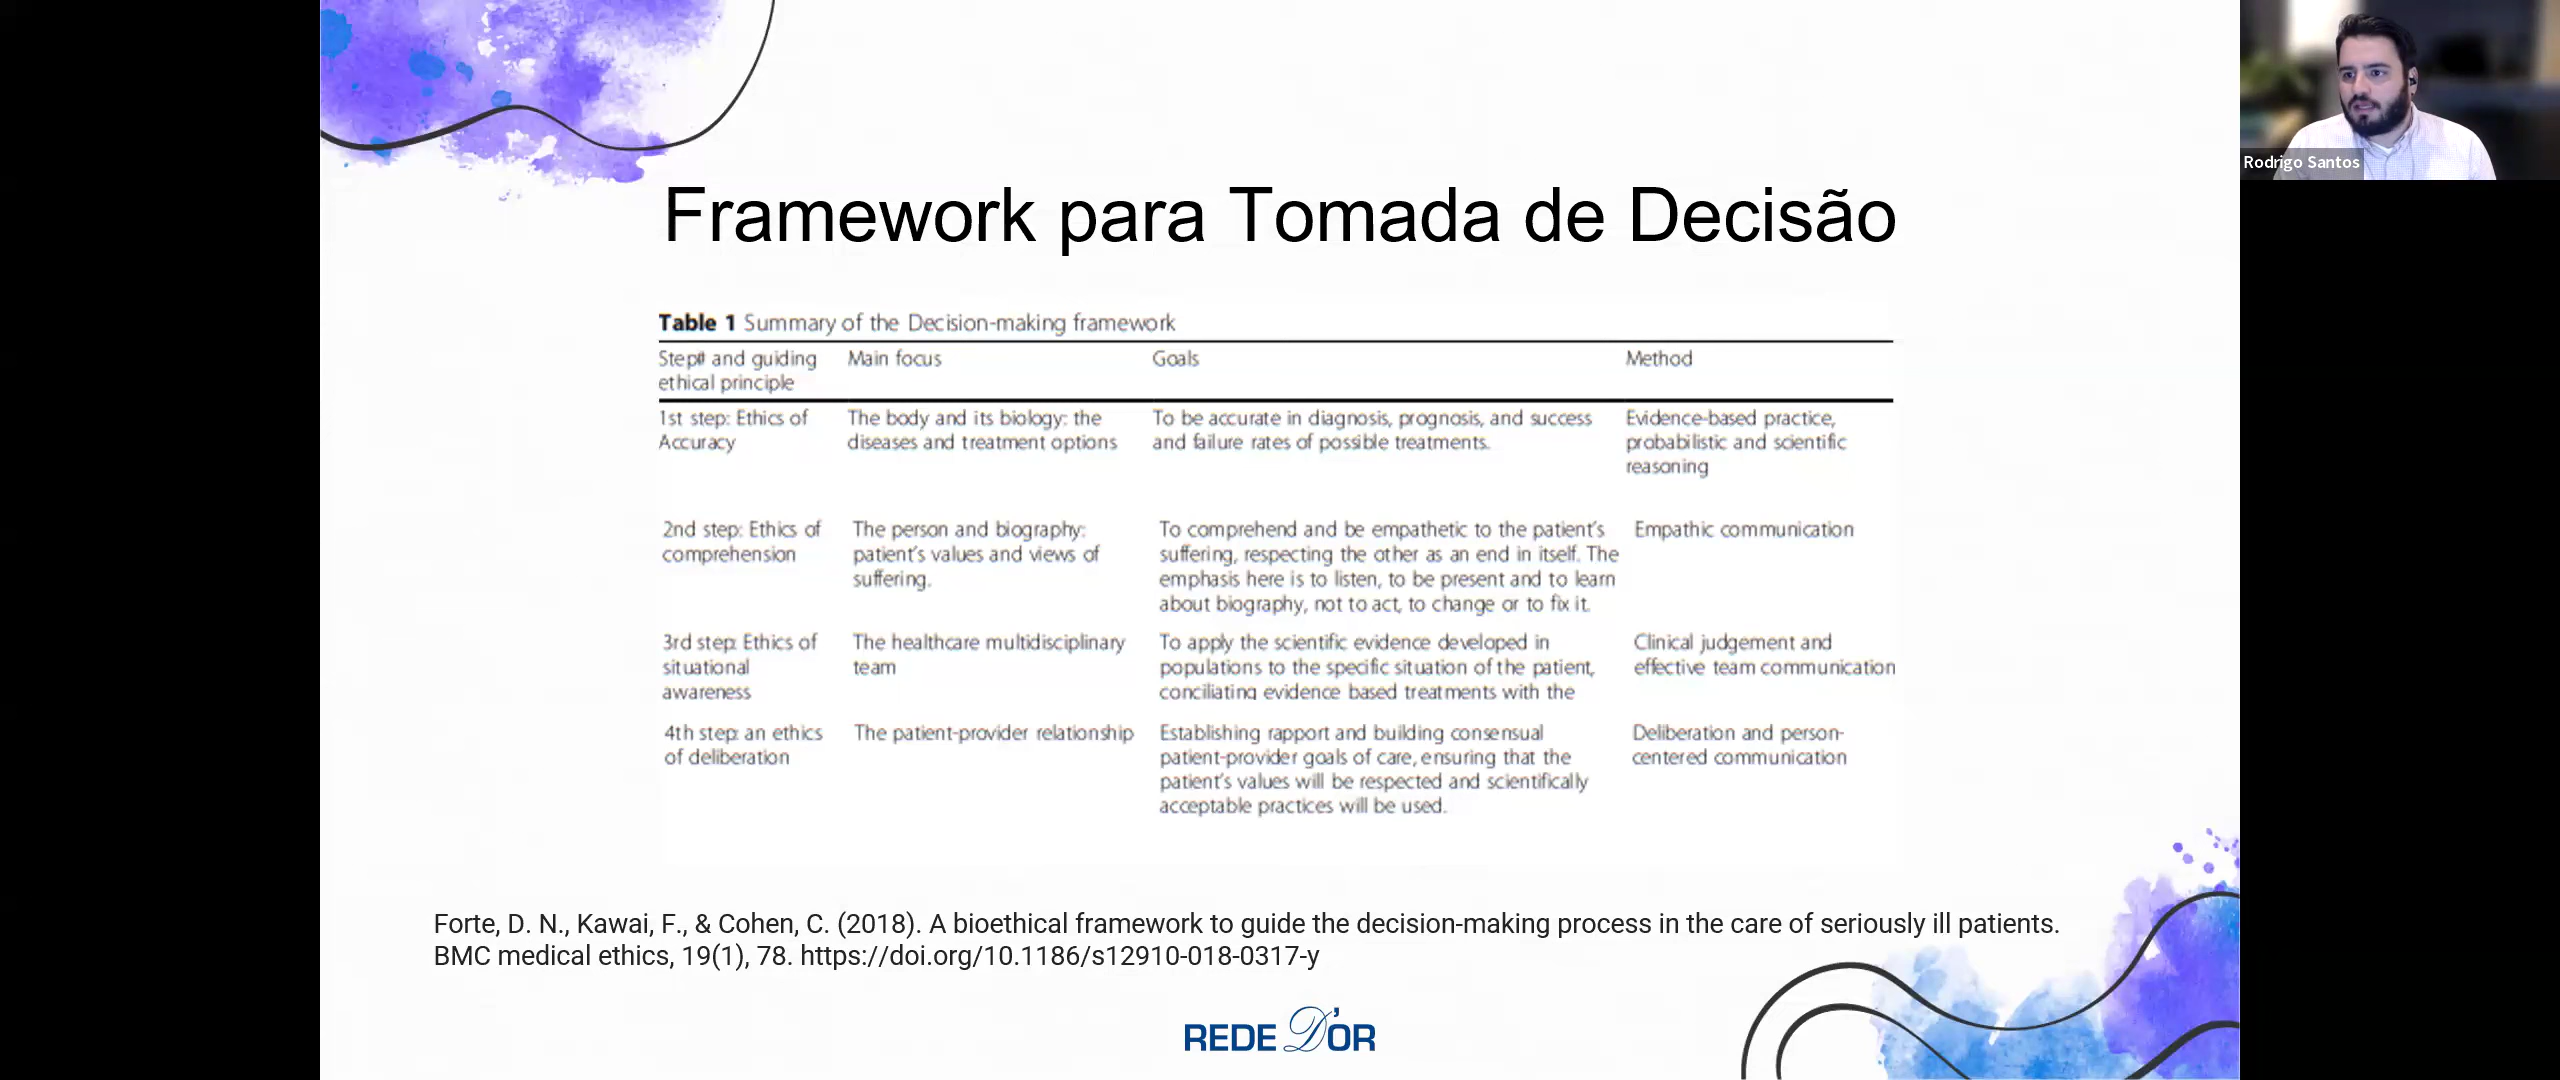 Rodrigo Santos
Framework para Tomada de Decisão
Table 1 Summary of the Decision-making framework
Step# and guiding ethical principle
Main focus
Goals
Method
1st step: Ethics of Accuracy
The body and its biology: the diseases and treatment options
To be accurate in diagnosis, prognosis, and success and failure rates of possible treatments.
Evidence-based practice, probabilistic and scientific reasoning
2nd step: Ethics of comprehension
The person and biography: patient's values and views of suffering.
To comprehend and be empathetic to the patient's suffering, respecting the other as an end in itself. The emphasis here is to listen, to be present and to learn about biography, not to act, to change or to fix it.
Empathic communication
3rd step: Ethics of situational awareness
The healthcare multidisciplinary team
To apply the scientific evidence developed in populations to the specific situation of the patient, conciliating evidence based treatments with the
Clinical judgement and effective team communication
4th step: an ethics of deliberation
The patient-provider relationship
Establishing rapport and building consensual patient-provider goals of care, ensuring that the patient's values will be respected and scientifically acceptable practices will be used.
Deliberation and person-centered communication
Forte, D. N., Kawai, F., & Cohen, C. (2018). A bioethical framework to guide the decision-making process in the care of seriously ill patients.
BMC medical ethics, 19(1), 78. https://doi.org/10.1186/s12910-018-0317-y
REDE D'OR